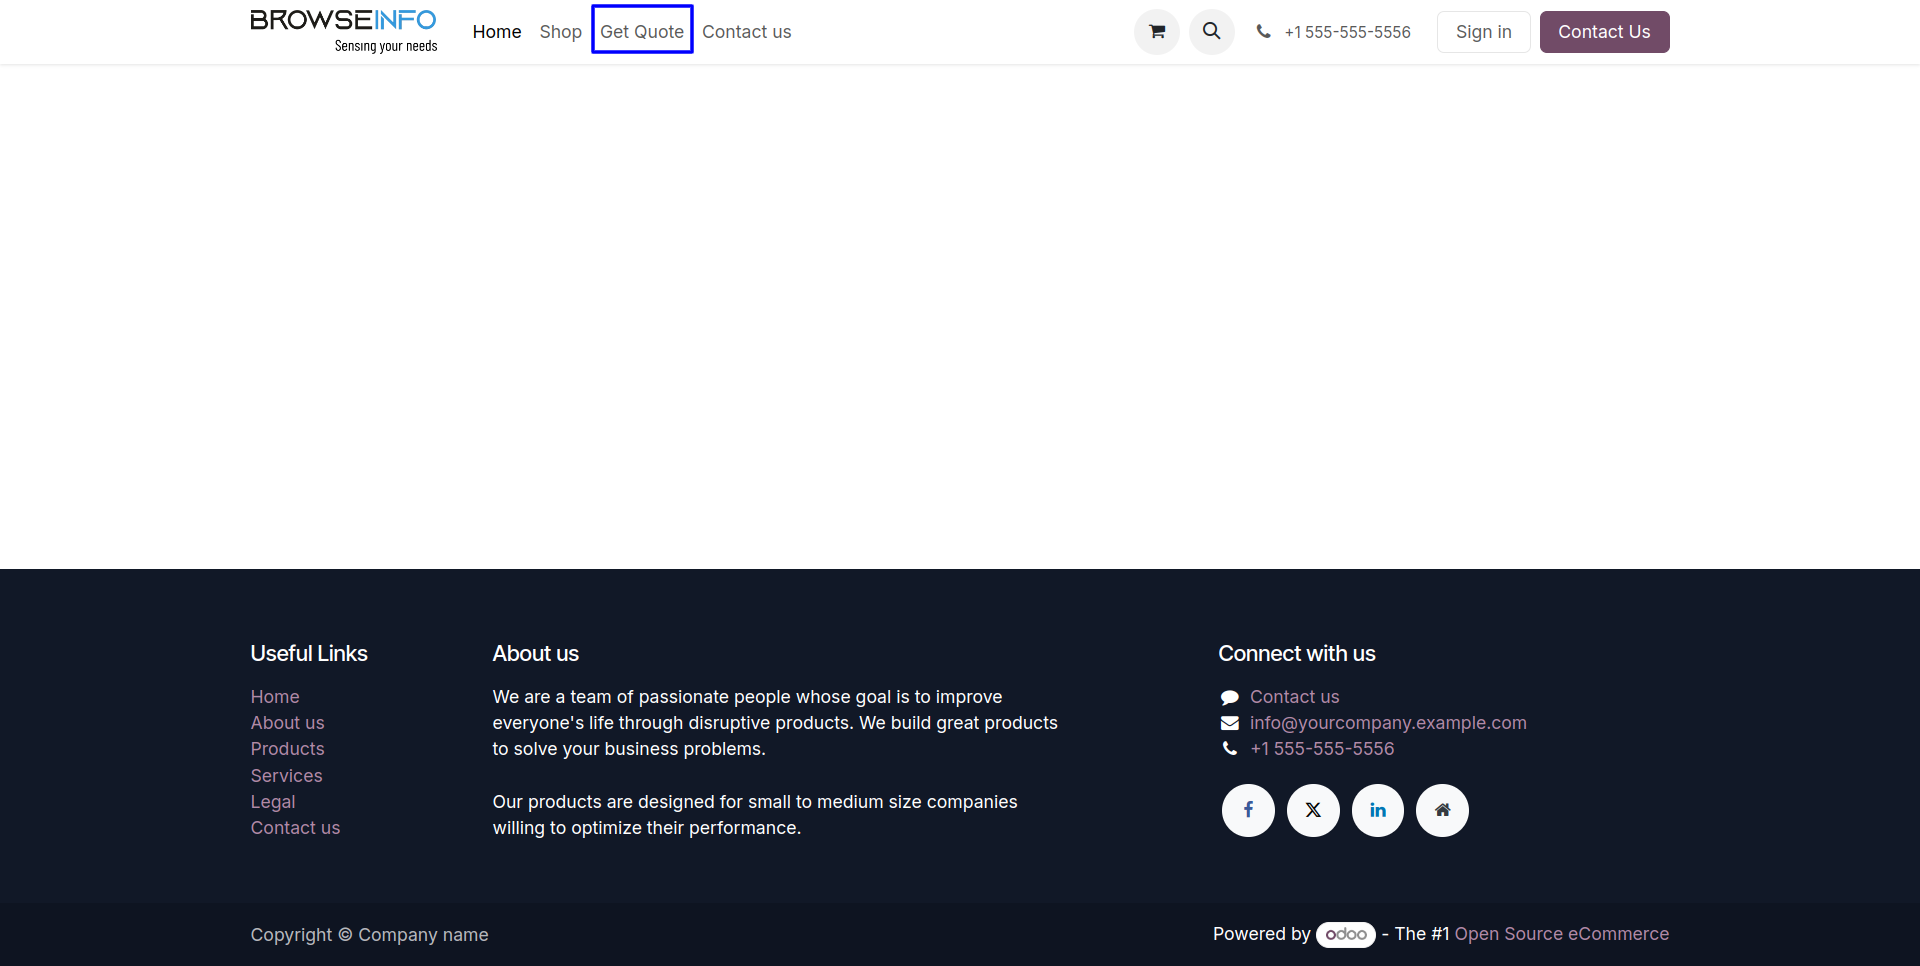 BROWSEINFO
Sensing your needs
Home Shop Get Quote Contact us
+1 555-555-5556
Sign in
Contact Us
Useful Links
Home
About us
Products
Services
Legal
Contact us
About us
We are a team of passionate people whose goal is to improve
everyone's life through disruptive products. We build great products
to solve your business problems.
Our products are designed for small to medium size companies
willing to optimize their performance.
Connect with us
Contact us
info@yourcompany.example.com
+1 555-555-5556
Copyright © Company name
Powered by odoo - The #1 Open Source eCommerce